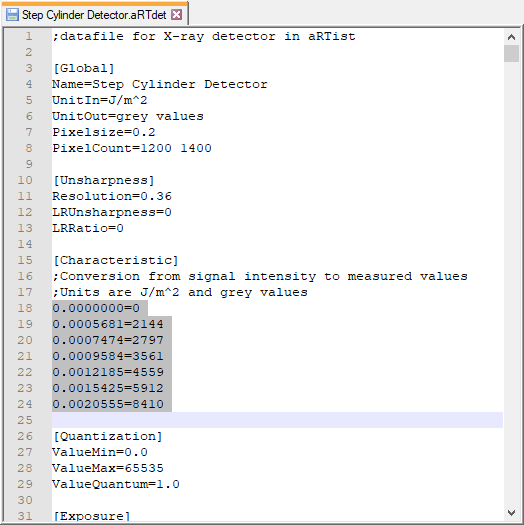 Step Cylinder Detector.aRTdet
1 ;datafile for X-ray detector in aRTist
2
3 [Global]
4 Name=Step Cylinder Detector
5 UnitIn=J/m^2
6 UnitOut=grey values
7 Pixelsize=0.2
8 PixelCount=1200 1400
9
10 [Unsharpness]
11 Resolution=0.36
12 LRUnsharpness=0
13 LRRatio=0
14
15 [Characteristic]
16 ;Conversion from signal intensity to measured values
17 ;Units are J/m^2 and grey values
18 0.0000000=0
19 0.0005681=2144
20 0.0007474=2797
21 0.0009584=3561
22 0.0012185=4559
23 0.0015425=5912
24 0.0020555=8410
25
26 [Quantization]
27 ValueMin=0.0
28 ValueMax=65535
29 ValueQuantum=1.0
30
31 [Exposure]